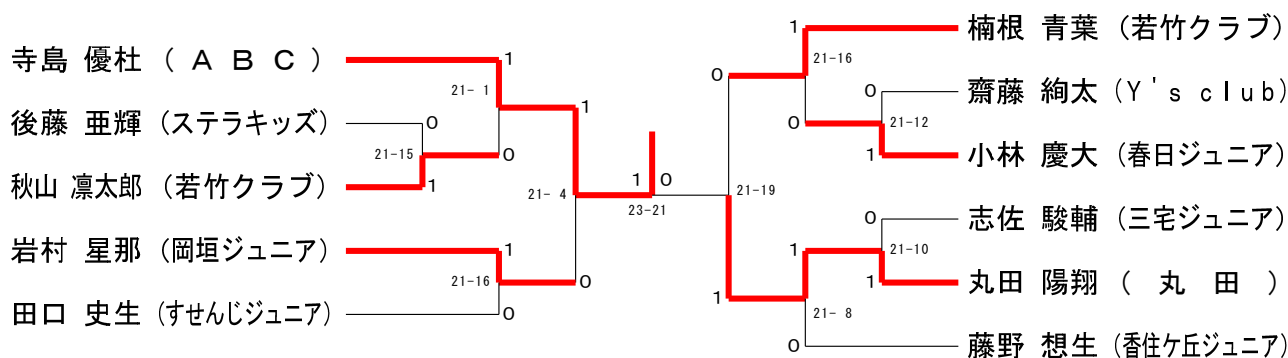 寺島 優杜 ( A B C )
後藤 亜輝 (ステラキッズ)
秋山 凛太郎 (若竹クラブ)
岩村 星那 (岡垣ジュニア)
田口 史生 (すせんじジュニア)
1
21- 1
0
21-15
1
0
1
21- 4
1
21-16
0
0
1 0
23-21
楠根 青葉 (若竹クラブ)
齋藤 絢太 (Y's club)
小林 慶大 (春日ジュニア)
志佐 駿輔 (三宅ジュニア)
丸田 陽翔 ( 丸 田 )
藤野 想生 (香住ケ丘ジュニア)
1
21-16
0
0
0
21-12
1
21-19
0
1
21-10
1
1
21- 8
0